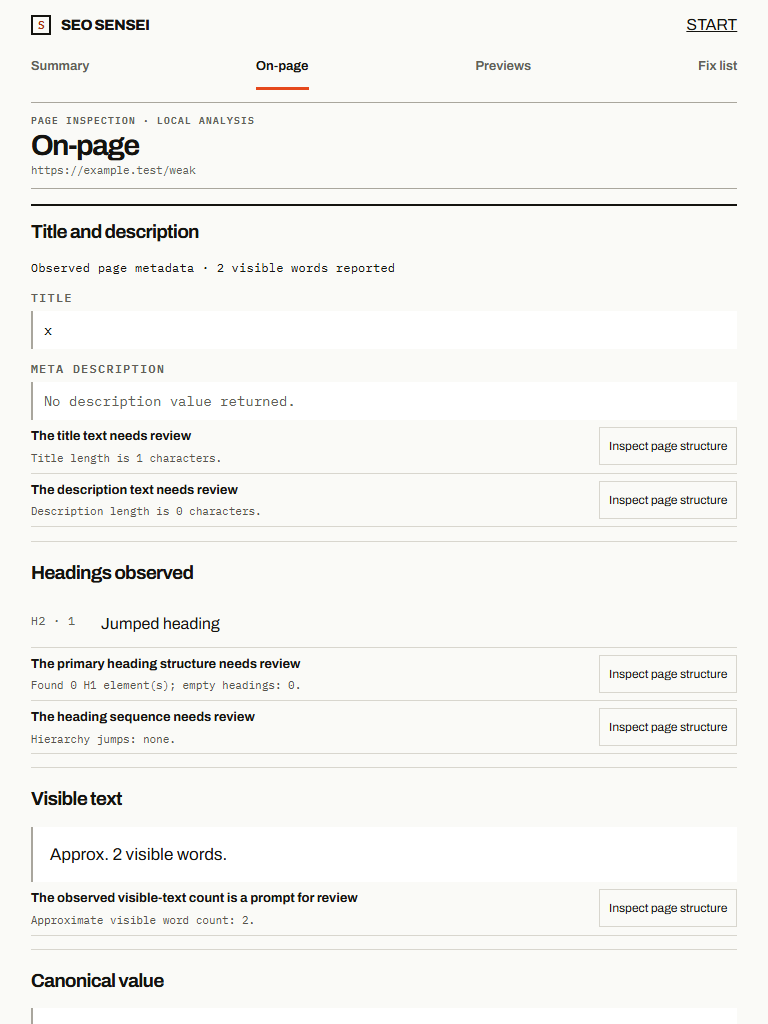 S SEO SENSEI START
Summary On-page Previews Fix list
PAGE INSPECTION · LOCAL ANALYSIS
On-page
https://example.test/weak
Title and description
Observed page metadata · 2 visible words reported
TITLE
x
META DESCRIPTION
No description value returned.
The title text needs review
Title length is 1 characters.
Inspect page structure
The description text needs review
Description length is 0 characters.
Inspect page structure
Headings observed
H2 · 1 Jumped heading
The primary heading structure needs review
Found 0 H1 element(s); empty headings: 0.
Inspect page structure
The heading sequence needs review
Hierarchy jumps: none.
Inspect page structure
Visible text
Approx. 2 visible words.
The observed visible-text count is a prompt for review
Approximate visible word count: 2.
Inspect page structure
Canonical value